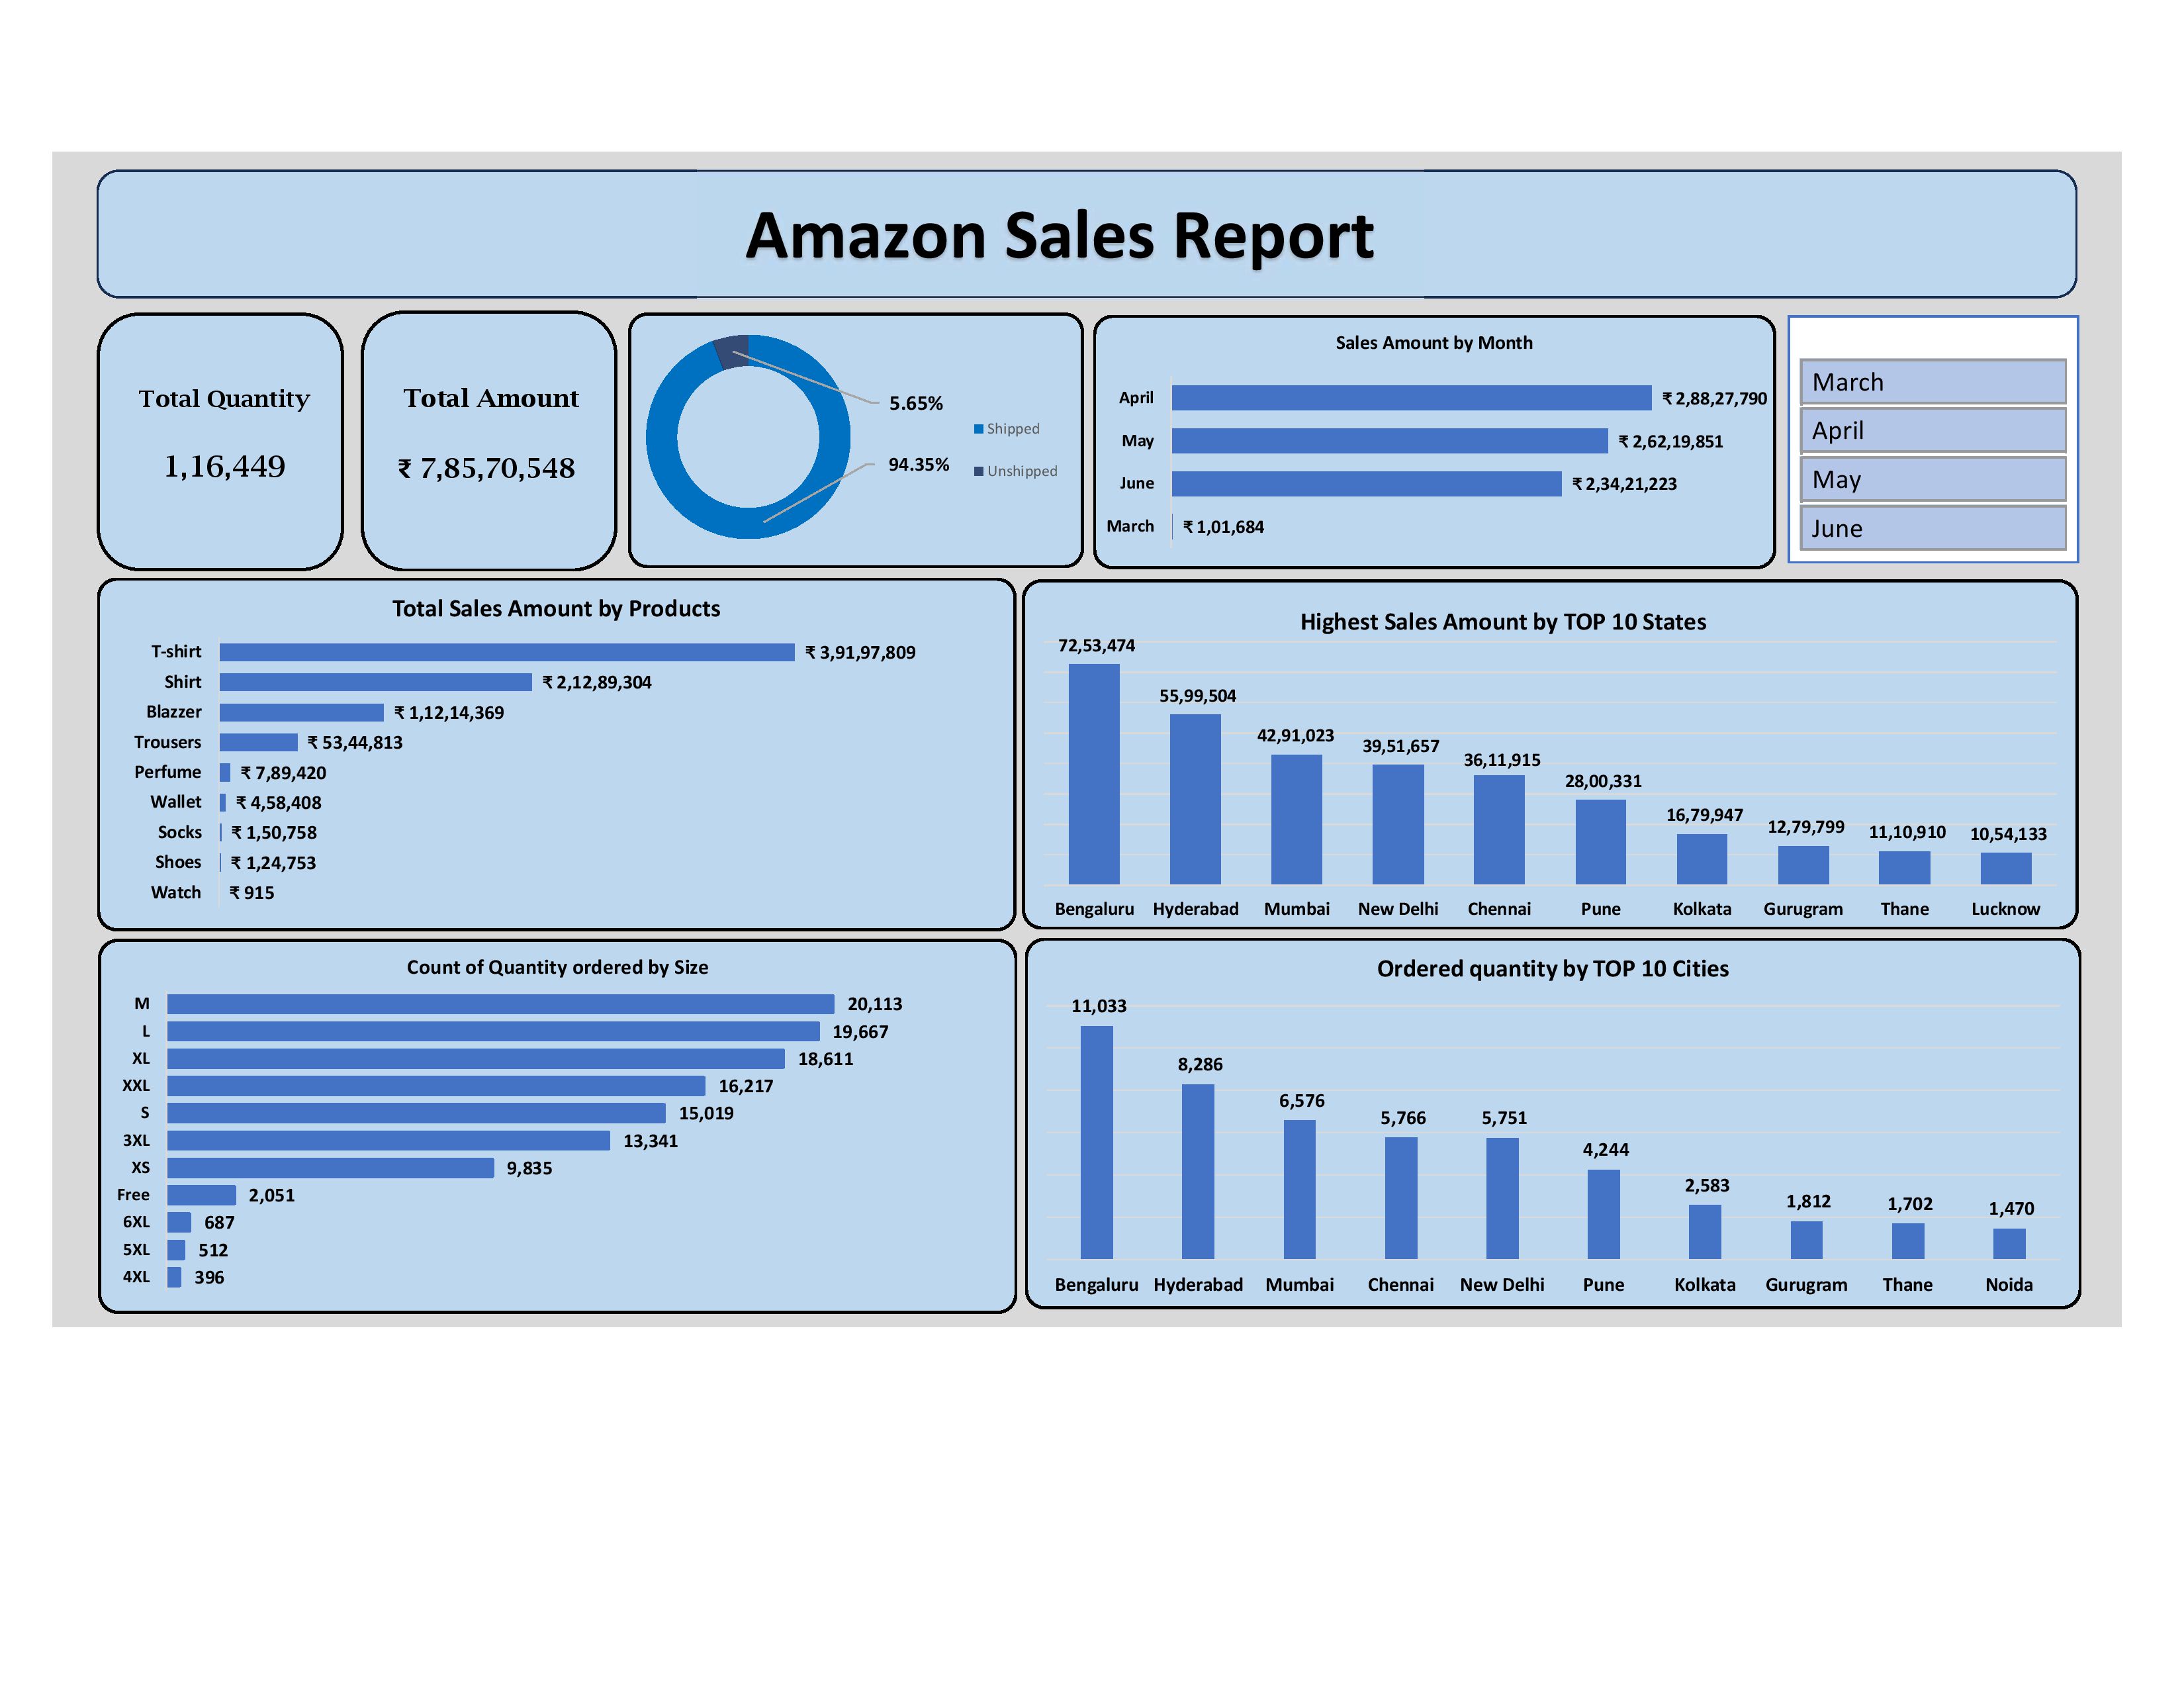 Amazon Sales Report
Total Quantity
1,16,449
Total Amount
₹ 7,85,70,548
5.65%
94.35%
Shipped
Unshipped
Sales Amount by Month
April ₹ 2,88,27,790
May ₹ 2,62,19,851
June ₹ 2,34,21,223
March ₹ 1,01,684
March
April
May
June
Total Sales Amount by Products
T-shirt ₹ 3,91,97,809
Shirt ₹ 2,12,89,304
Blazzer ₹ 1,12,14,369
Trousers ₹ 53,44,813
Perfume ₹ 7,89,420
Wallet ₹ 4,58,408
Socks ₹ 1,50,758
Shoes ₹ 1,24,753
Watch ₹ 915
Highest Sales Amount by TOP 10 States
72,53,474 55,99,504 42,91,023 39,51,657 36,11,915 28,00,331 16,79,947 12,79,799 11,10,910 10,54,133
Bengaluru Hyderabad Mumbai New Delhi Chennai Pune Kolkata Gurugram Thane Lucknow
Count of Quantity ordered by Size
M 20,113
L 19,667
XL 18,611
XXL 16,217
S 15,019
3XL 13,341
XS 9,835
Free 2,051
6XL 687
5XL 512
4XL 396
Ordered quantity by TOP 10 Cities
11,033 8,286 6,576 5,766 5,751 4,244 2,583 1,812 1,702 1,470
Bengaluru Hyderabad Mumbai Chennai New Delhi Pune Kolkata Gurugram Thane Noida